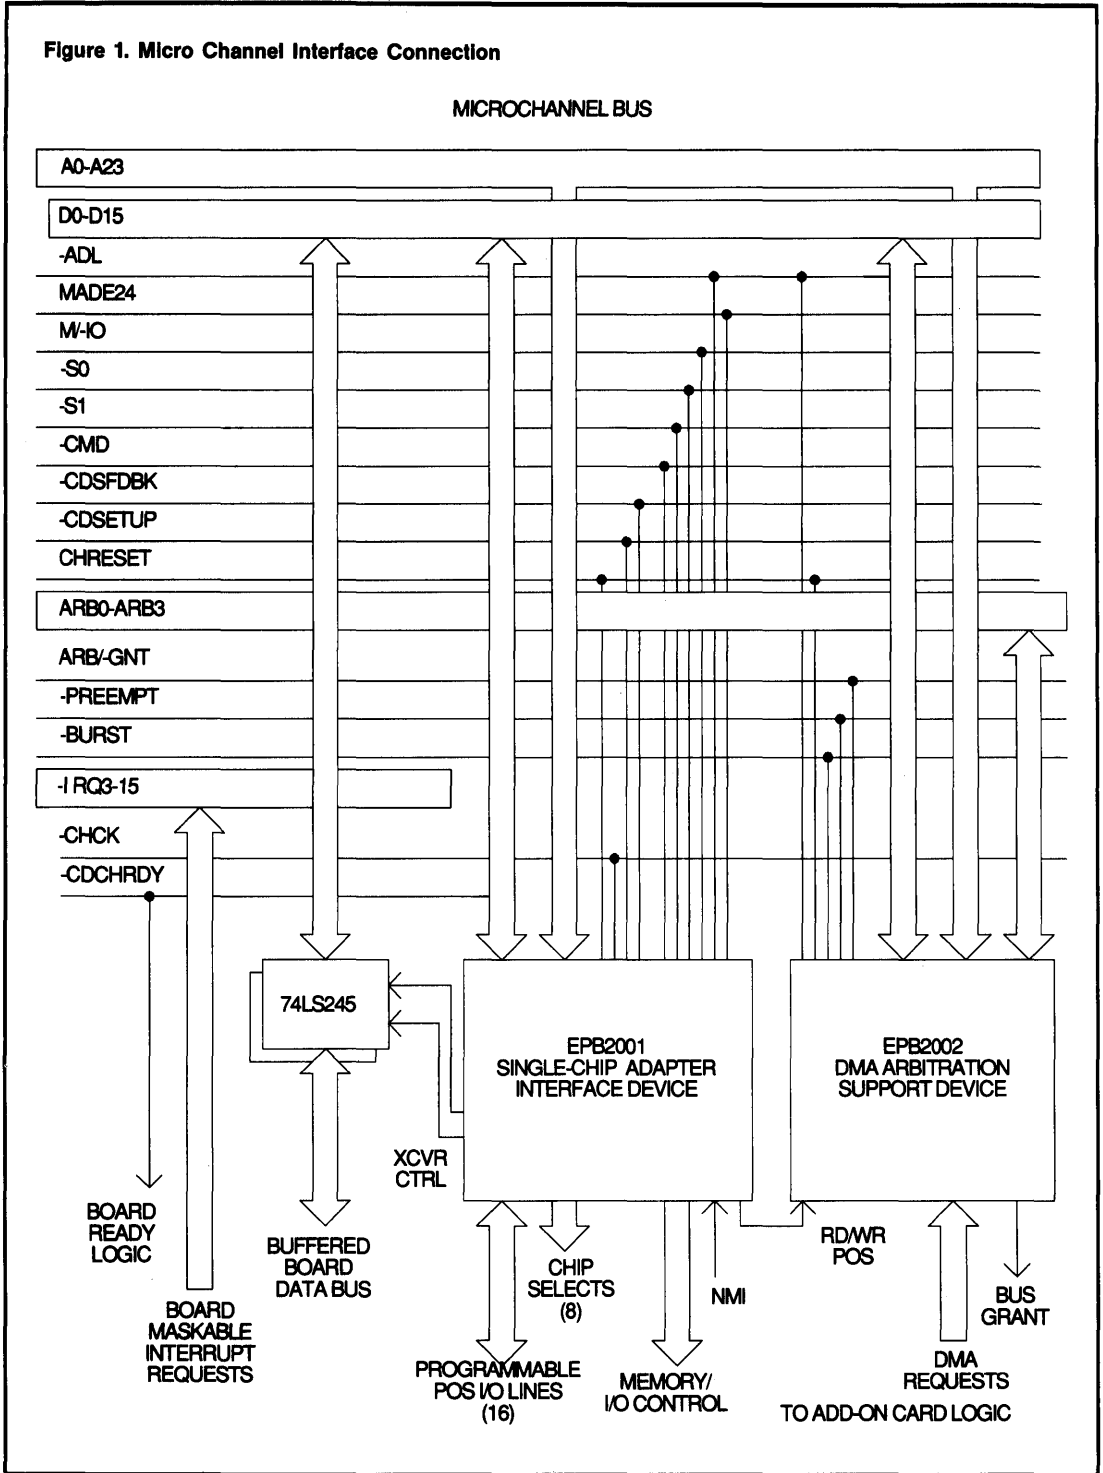 Figure 1. Micro Channel Interface Connection
MICROCHANNEL BUS
A0-A23
D0-D15
-ADL
MADE24
M/-IO
-S0
-S1
-CMD
-CDSFDBK
-CDSETUP
CHRESET
ARB0-ARB3
ARB/-GNT
-PREEMPT
-BURST
-I RQ3-15
-CHCK
-CDCHRDY
74LS245
EPB2001
SINGLE-CHIP ADAPTER
INTERFACE DEVICE
EPB2002
DMA ARBITRATION
SUPPORT DEVICE
XCVR
CTRL
BOARD
READY
LOGIC
BUFFERED
BOARD
DATA BUS
CHIP
SELECTS
(8)
NMI
RD/WR
POS
BUS
GRANT
BOARD
MASKABLE
INTERRUPT
REQUESTS
PROGRAMMABLE
POS I/O LINES
(16)
MEMORY/
I/O CONTROL
DMA
REQUESTS
TO ADD-ON CARD LOGIC